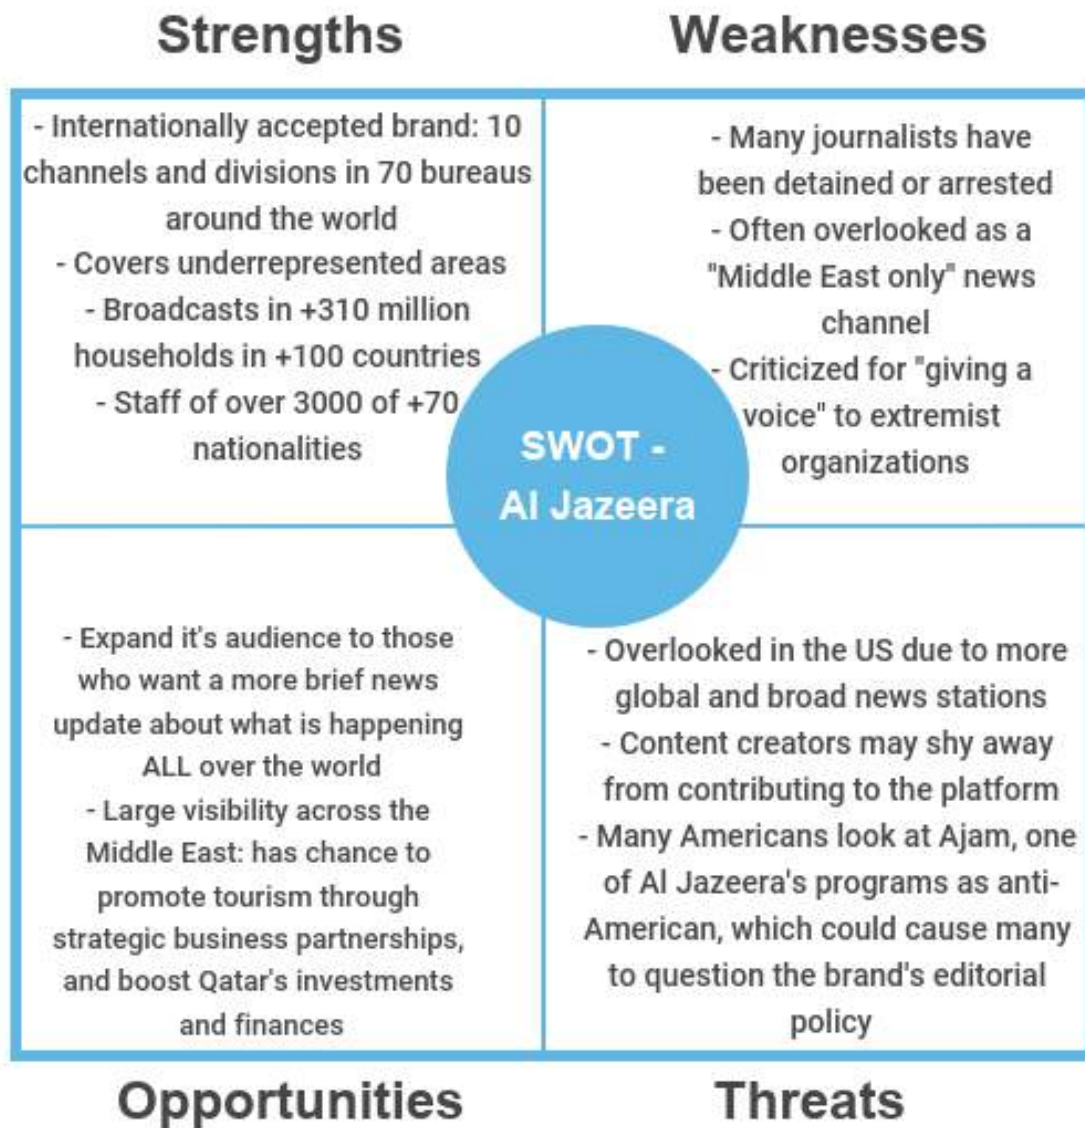 Strengths
- Internationally accepted brand: 10
channels and divisions in 70 bureaus
around the world
- Covers underrepresented areas
- Broadcasts in +310 million
households in +100 countries
- Staff of over 3000 of +70
nationalities
Weaknesses
- Many journalists have
been detained or arrested
- Often overlooked as a
"Middle East only" news
channel
- Criticized for "giving a
voice" to extremist
organizations
SWOT -
Al Jazeera
- Expand it's audience to those
who want a more brief news
update about what is happening
ALL over the world
- Large visibility across the
Middle East: has chance to
promote tourism through
strategic business partnerships,
and boost Qatar's investments
and finances
Opportunities
- Overlooked in the US due to more
global and broad news stations
- Content creators may shy away
from contributing to the platform
- Many Americans look at Ajam, one
of Al Jazeera's programs as anti-
American, which could cause many
to question the brand's editorial
policy
Threats